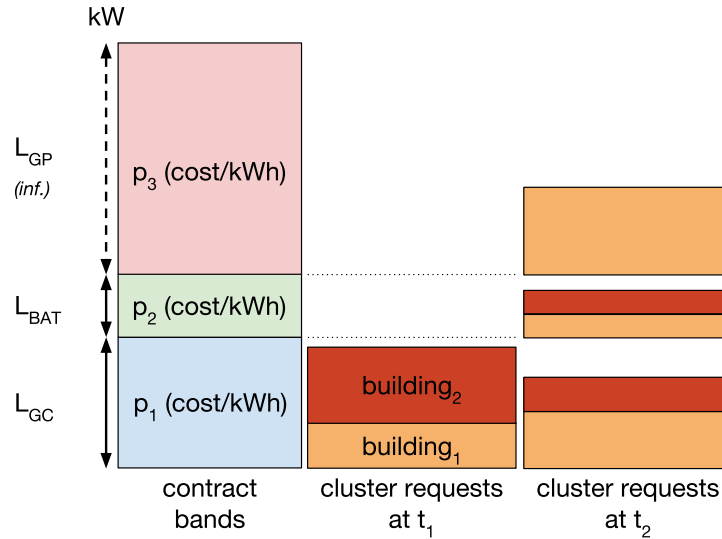 kW
L_GP
(inf.)
p_3 (cost/kWh)
L_BAT
p_2 (cost/kWh)
L_GC
p_1 (cost/kWh)
building_2
building_1
contract
bands
cluster requests
at t_1
cluster requests
at t_2